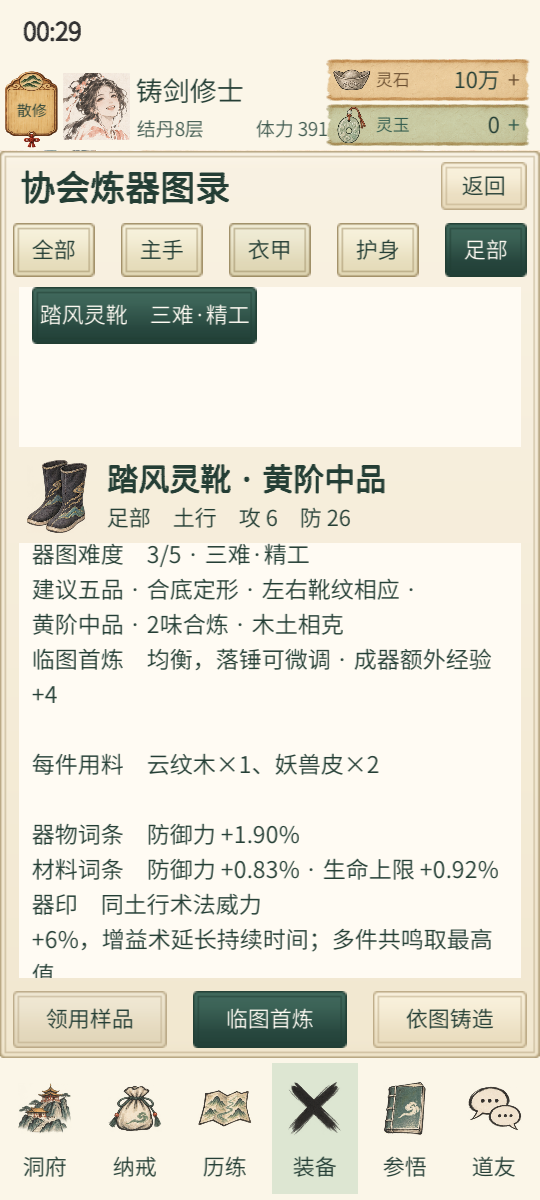 00:29
散修
铸剑修士
结丹8层 体力 391
灵石 10万 +
灵玉 0 +
协会炼器图录
返回
全部 主手 衣甲 护身 足部
踏风灵靴 三难·精工
踏风灵靴 · 黄阶中品
足部 土行 攻 6 防 26
器图难度 3/5 · 三难·精工
建议五品 · 合底定形 · 左右靴纹相应 ·
黄阶中品 · 2味合炼 · 木土相克
临图首炼 均衡，落锤可微调 · 成器额外经验
+4
每件用料 云纹木×1、妖兽皮×2
器物词条 防御力 +1.90%
材料词条 防御力 +0.83% · 生命上限 +0.92%
器印 同土行术法威力
+6%，增益术延长持续时间；多件共鸣取最高
值
领用样品 临图首炼 依图铸造
洞府 纳戒 历练 装备 参悟 道友